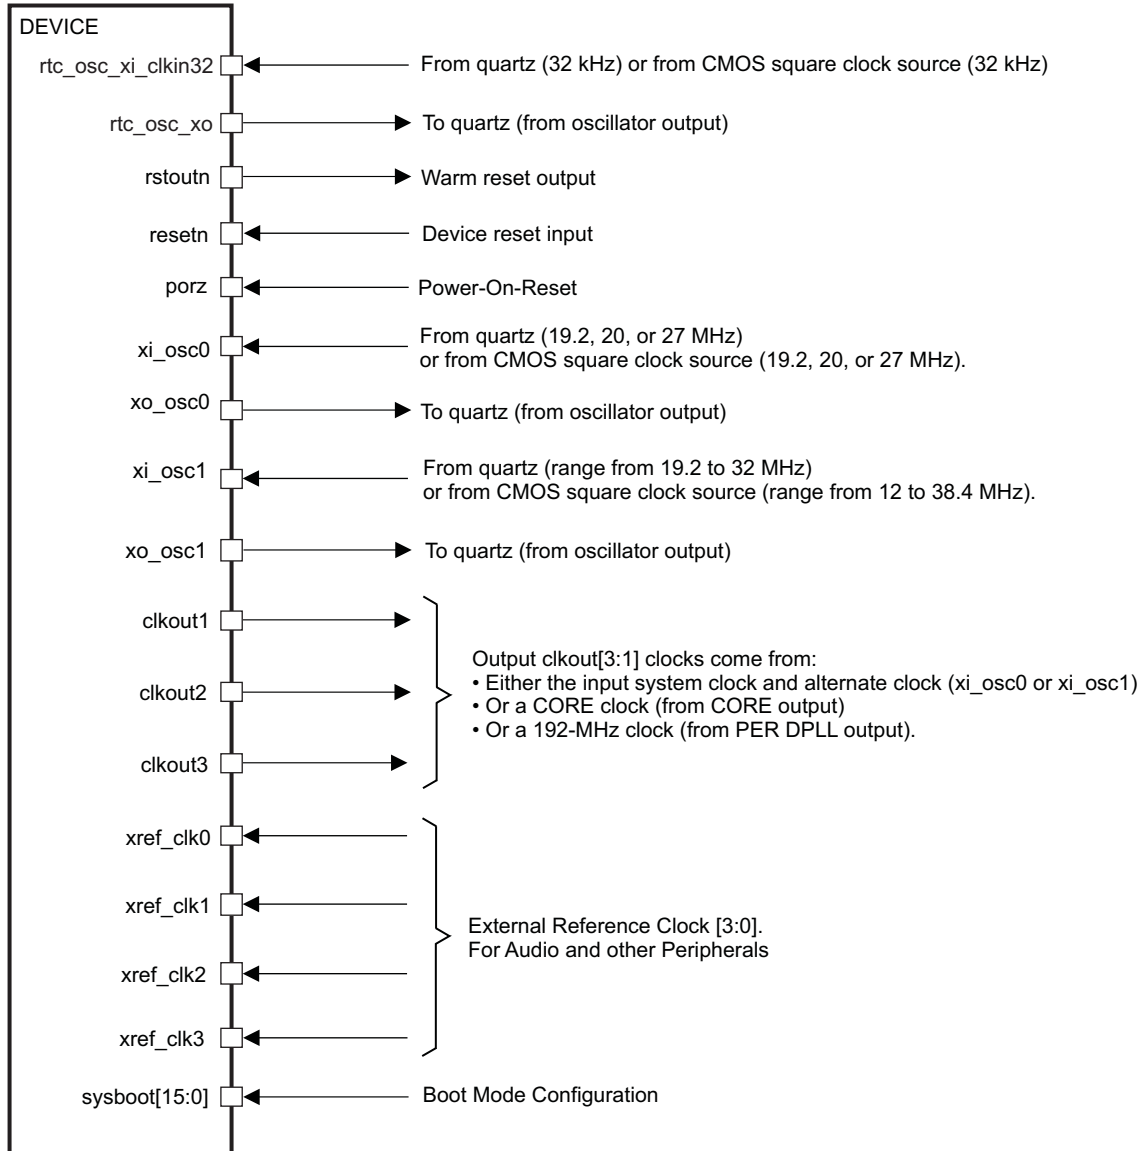 DEVICE
rtc_osc_xi_clkin32 From quartz (32 kHz) or from CMOS square clock source (32 kHz)
rtc_osc_xo To quartz (from oscillator output)
rstoutn Warm reset output
resetn Device reset input
porz Power-On-Reset
xi_osc0 From quartz (19.2, 20, or 27 MHz)
or from CMOS square clock source (19.2, 20, or 27 MHz).
xo_osc0 To quartz (from oscillator output)
xi_osc1 From quartz (range from 19.2 to 32 MHz)
or from CMOS square clock source (range from 12 to 38.4 MHz).
xo_osc1 To quartz (from oscillator output)
clkout1
clkout2
clkout3
Output clkout[3:1] clocks come from:
• Either the input system clock and alternate clock (xi_osc0 or xi_osc1)
• Or a CORE clock (from CORE output)
• Or a 192-MHz clock (from PER DPLL output).
xref_clk0
xref_clk1
xref_clk2
xref_clk3
External Reference Clock [3:0].
For Audio and other Peripherals
sysboot[15:0] Boot Mode Configuration